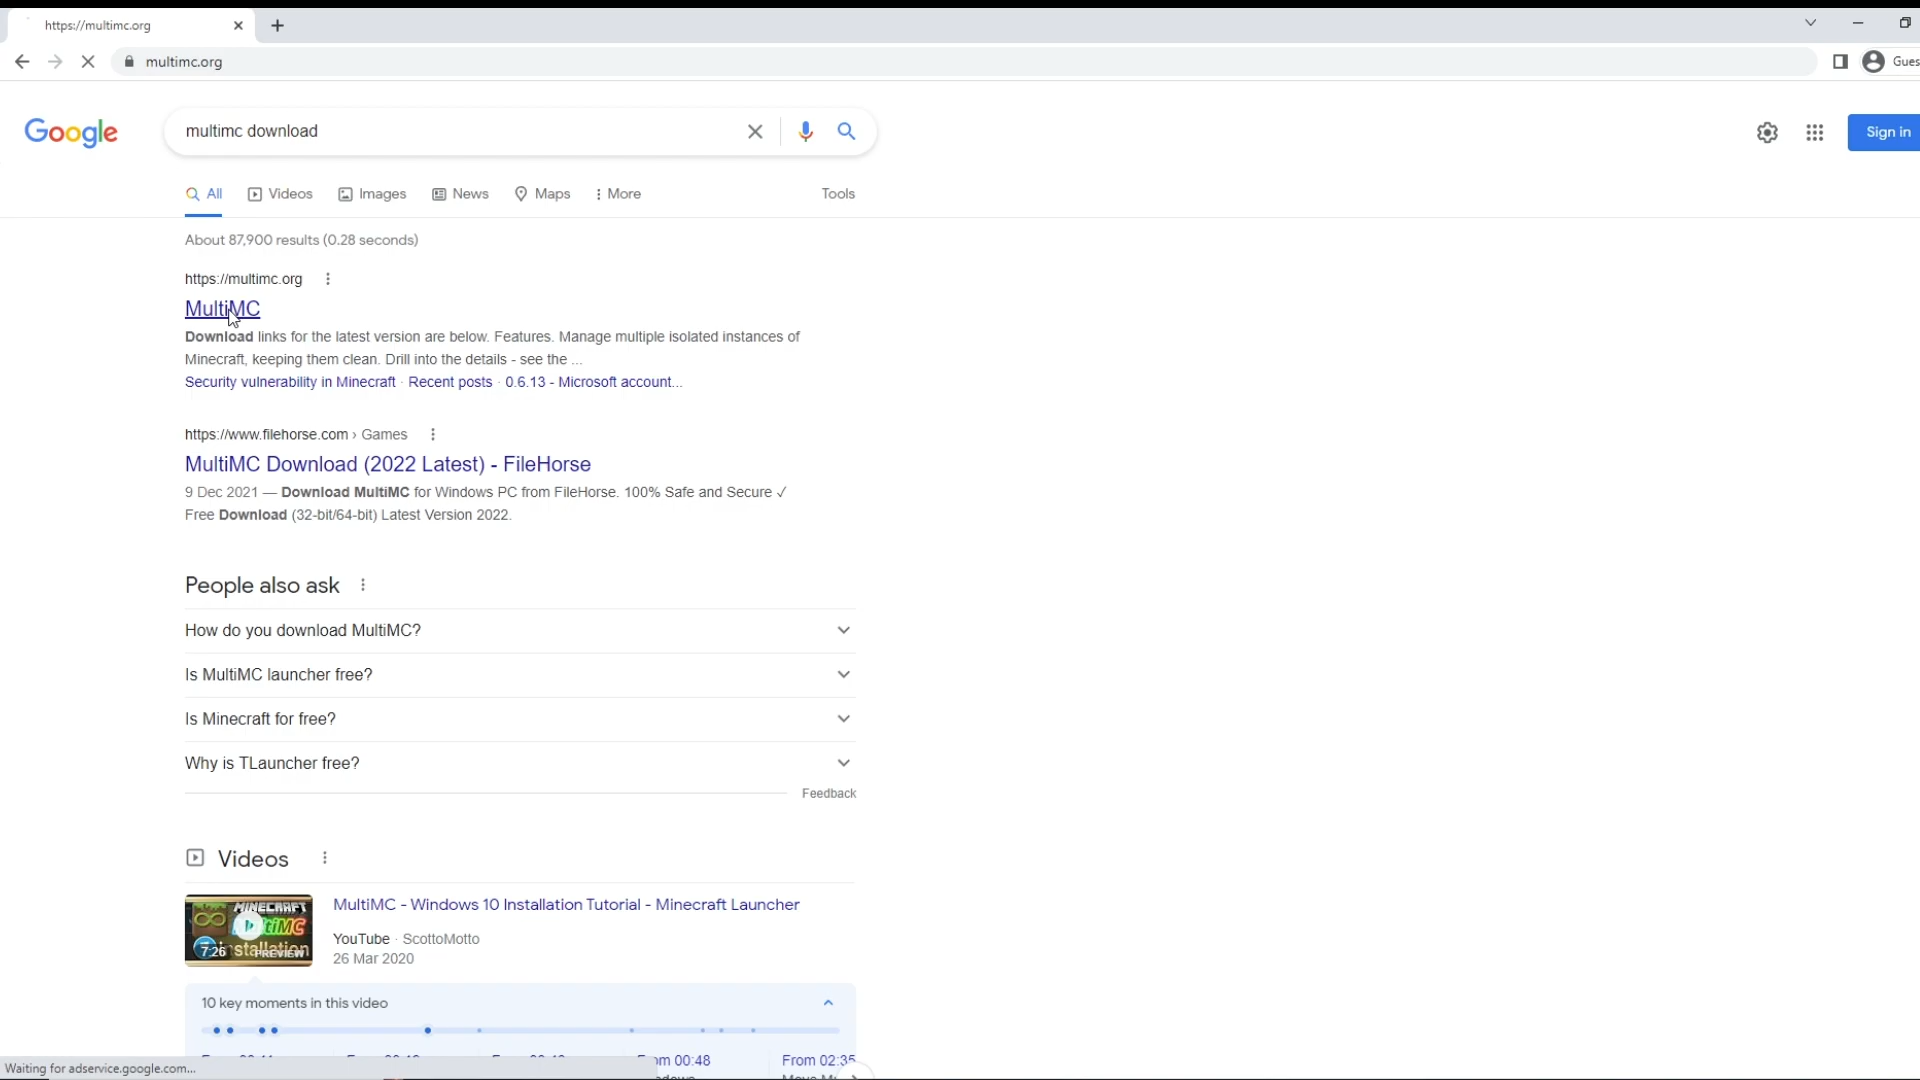 https://multimc.org
multimc.org
Gues
Google
multimc download
Sign in
All Videos Images News Maps More Tools
About 87,900 results (0.28 seconds)
https://multimc.org
MultiMC
Download links for the latest version are below. Features. Manage multiple isolated instances of
Minecraft, keeping them clean. Drill into the details - see the ...
Security vulnerability in Minecraft · Recent posts · 0.6.13 - Microsoft account...
https://www.filehorse.com › Games
MultiMC Download (2022 Latest) - FileHorse
9 Dec 2021 — Download MultiMC for Windows PC from FileHorse. 100% Safe and Secure ✓
Free Download (32-bit/64-bit) Latest Version 2022.
People also ask
How do you download MultiMC?
Is MultiMC launcher free?
Is Minecraft for free?
Why is TLauncher free?
Feedback
Videos
MINECRAFT
7:26
PREVIEW
MultiMC - Windows 10 Installation Tutorial - Minecraft Launcher
YouTube · ScottoMotto
26 Mar 2020
10 key moments in this video
00:48 From 02:35
Waiting for adservice.google.com...